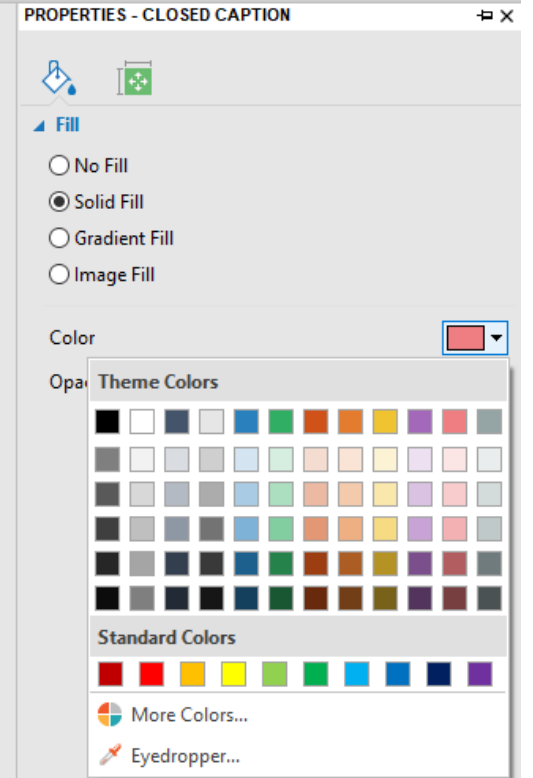 PROPERTIES - CLOSED CAPTION
Fill
No Fill
Solid Fill
Gradient Fill
Image Fill
Color
Opa
Theme Colors
Standard Colors
More Colors...
Eyedropper...